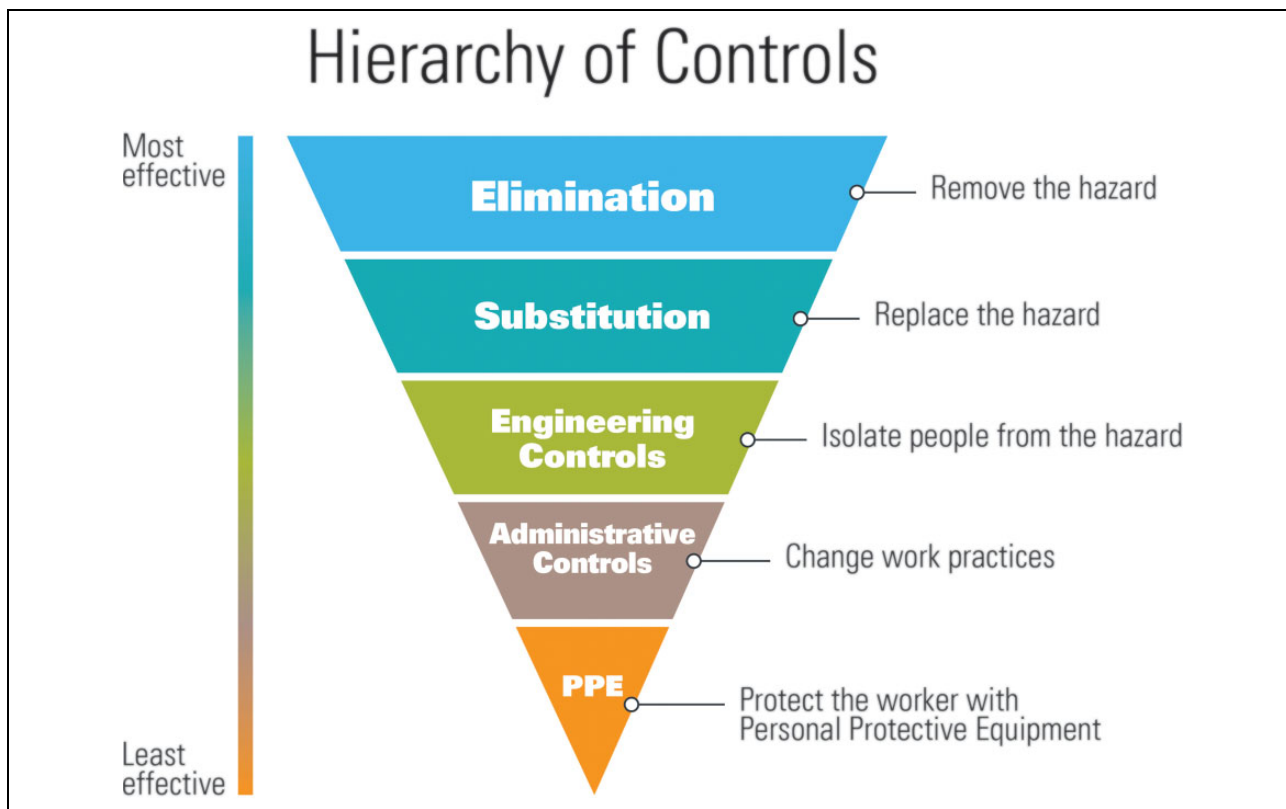 Hierarchy of Controls
Most
effective
Elimination
Remove the hazard
Substitution
Replace the hazard
Engineering
Controls
Isolate people from the hazard
Administrative
Controls
Change work practices
PPE
Protect the worker with
Personal Protective Equipment
Least
effective